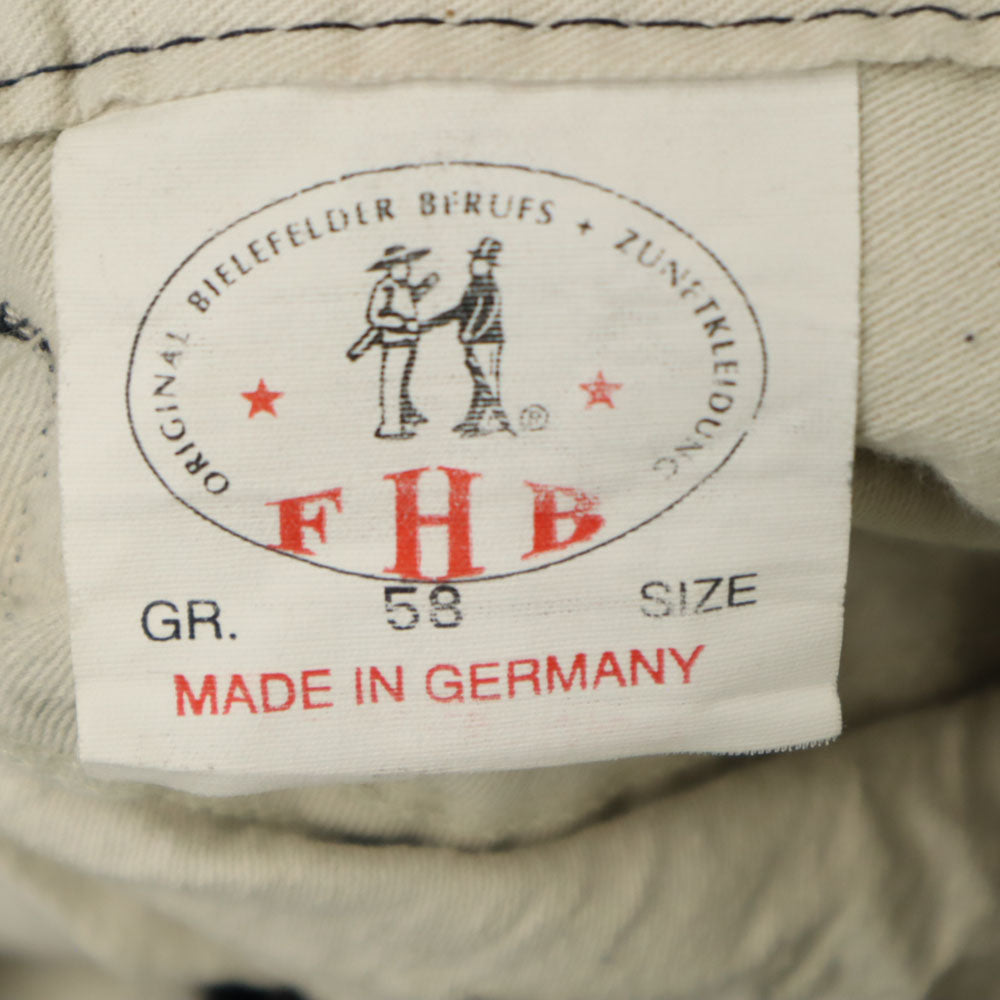 ORIGINAL BIELEFELDER BERUFS + ZUNFTKLEIDUNG
®
FHB
GR. 58 SIZE
MADE IN GERMANY